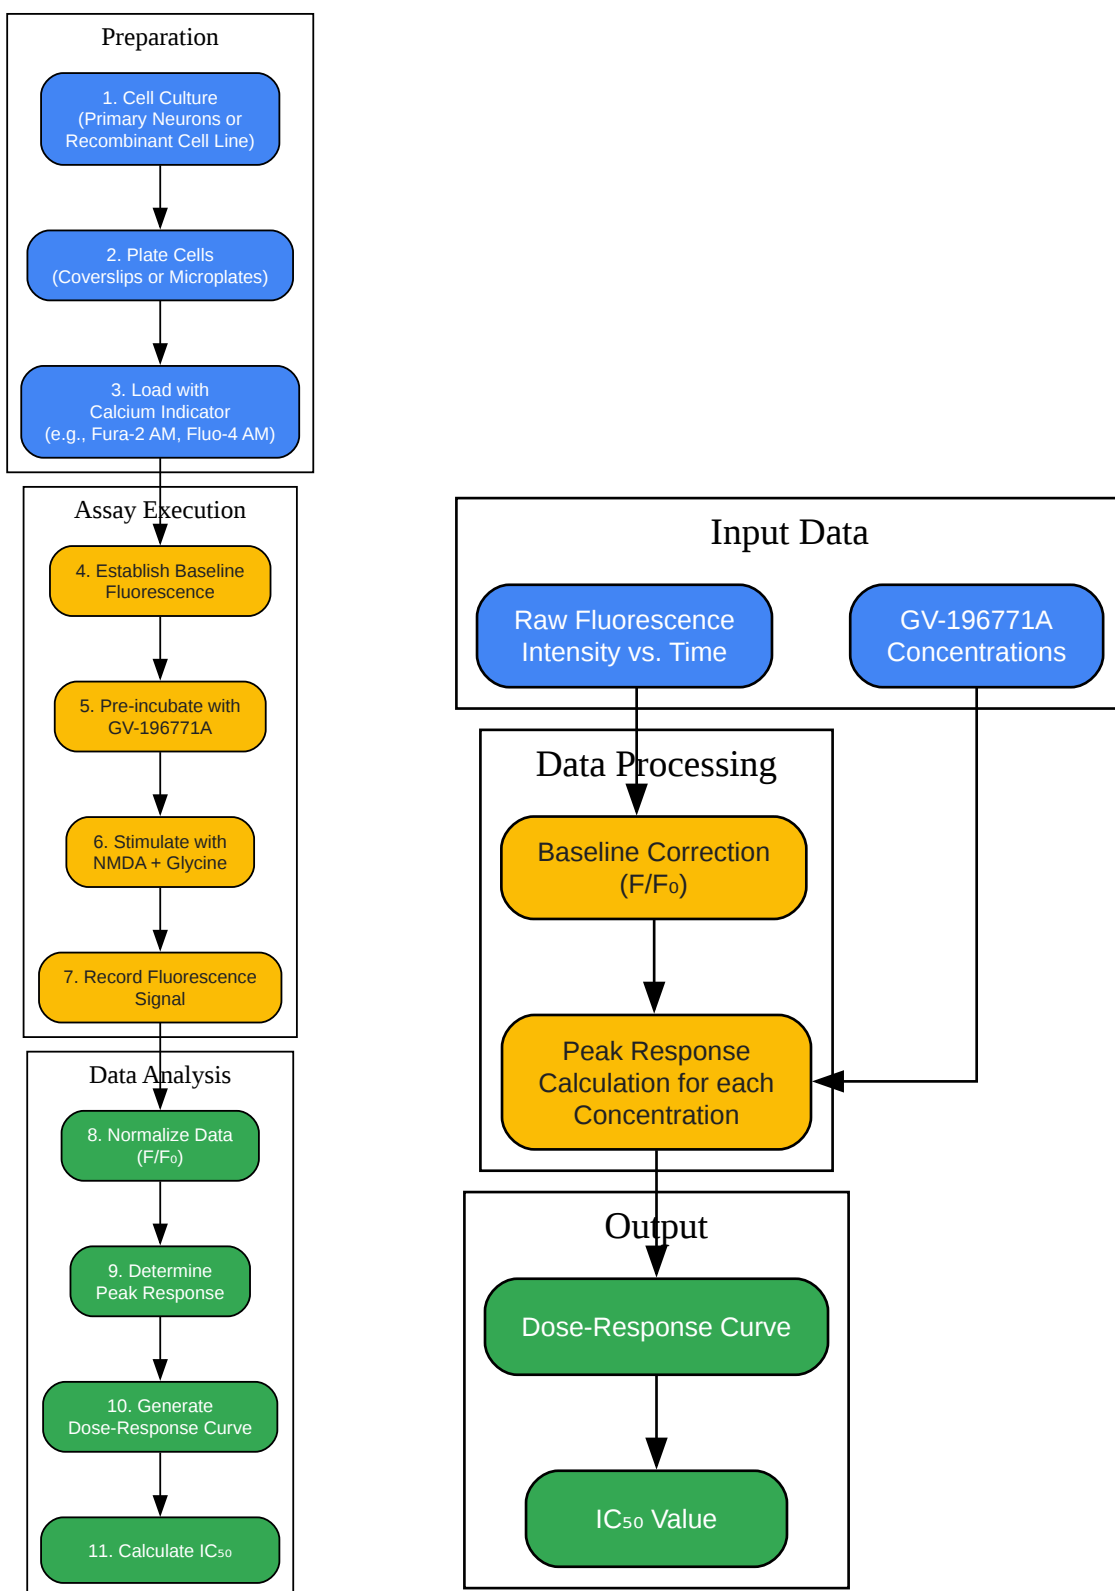 Preparation
1. Cell Culture
(Primary Neurons or
Recombinant Cell Line)
2. Plate Cells
(Coverslips or Microplates)
3. Load with
Calcium Indicator
(e.g., Fura-2 AM, Fluo-4 AM)
Assay Execution
4. Establish Baseline
Fluorescence
5. Pre-incubate with
GV-196771A
6. Stimulate with
NMDA + Glycine
7. Record Fluorescence
Signal
Data Analysis
8. Normalize Data
(F/F₀)
9. Determine
Peak Response
10. Generate
Dose-Response Curve
11. Calculate IC₅₀
Input Data
Raw Fluorescence
Intensity vs. Time
GV-196771A
Concentrations
Data Processing
Baseline Correction
(F/F₀)
Peak Response
Calculation for each
Concentration
Output
Dose-Response Curve
IC₅₀ Value